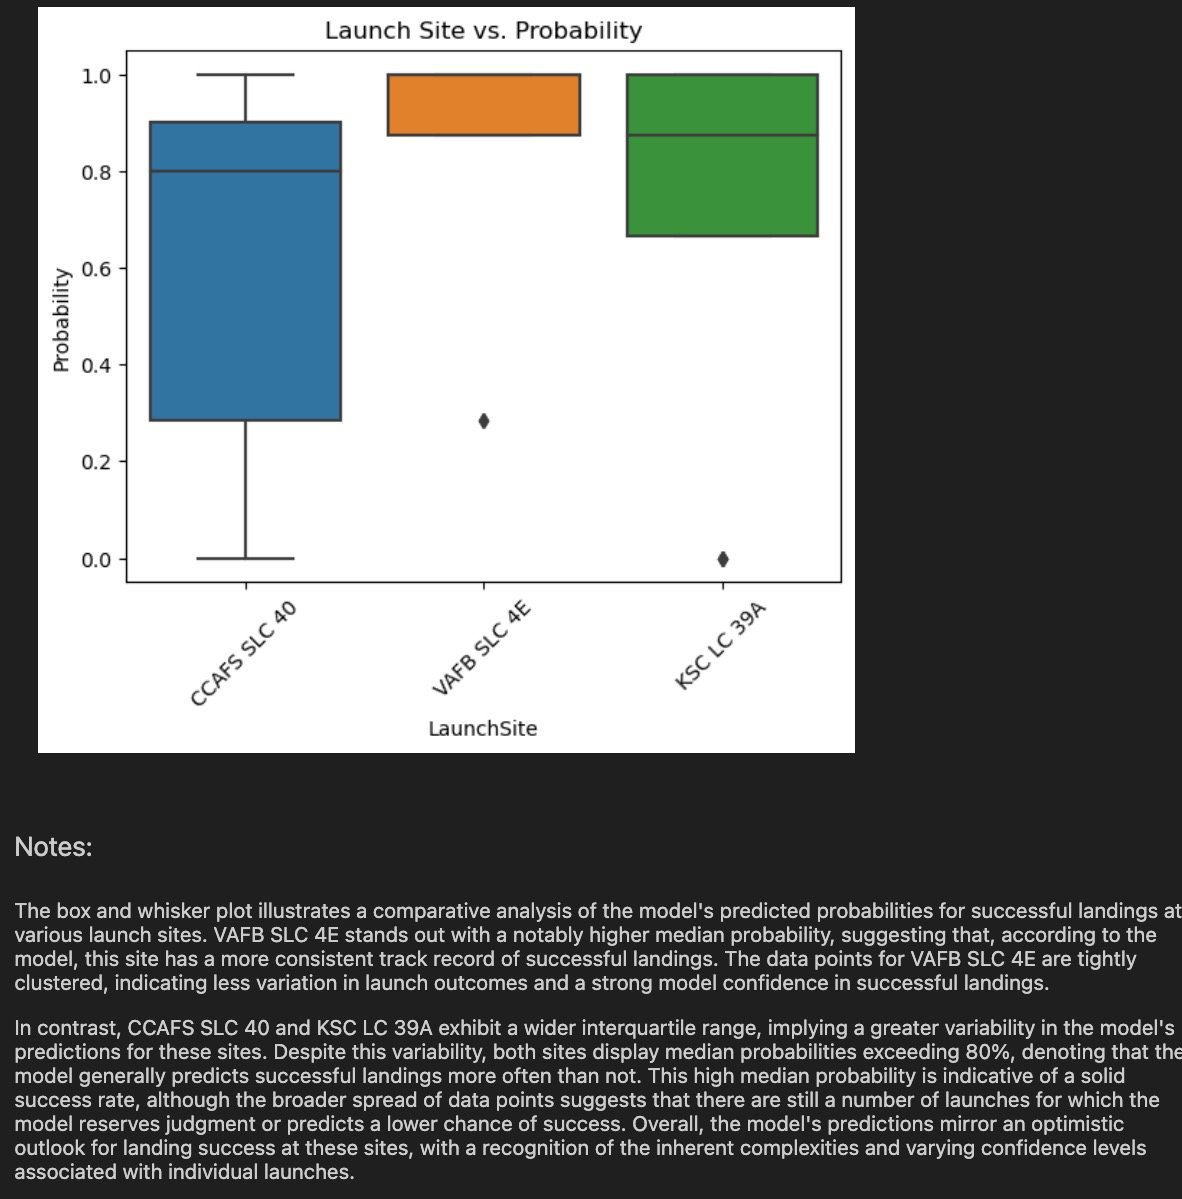 Launch Site vs. Probability
1.0
0.8
0.6
0.4
0.2
0.0
Probability
CCAFS SLC 40
VAFB SLC 4E
KSC LC 39A
LaunchSite
Notes:
The box and whisker plot illustrates a comparative analysis of the model's predicted probabilities for successful landings at
various launch sites. VAFB SLC 4E stands out with a notably higher median probability, suggesting that, according to the
model, this site has a more consistent track record of successful landings. The data points for VAFB SLC 4E are tightly
clustered, indicating less variation in launch outcomes and a strong model confidence in successful landings.
In contrast, CCAFS SLC 40 and KSC LC 39A exhibit a wider interquartile range, implying a greater variability in the model's
predictions for these sites. Despite this variability, both sites display median probabilities exceeding 80%, denoting that the
model generally predicts successful landings more often than not. This high median probability is indicative of a solid
success rate, although the broader spread of data points suggests that there are still a number of launches for which the
model reserves judgment or predicts a lower chance of success. Overall, the model's predictions mirror an optimistic
outlook for landing success at these sites, with a recognition of the inherent complexities and varying confidence levels
associated with individual launches.